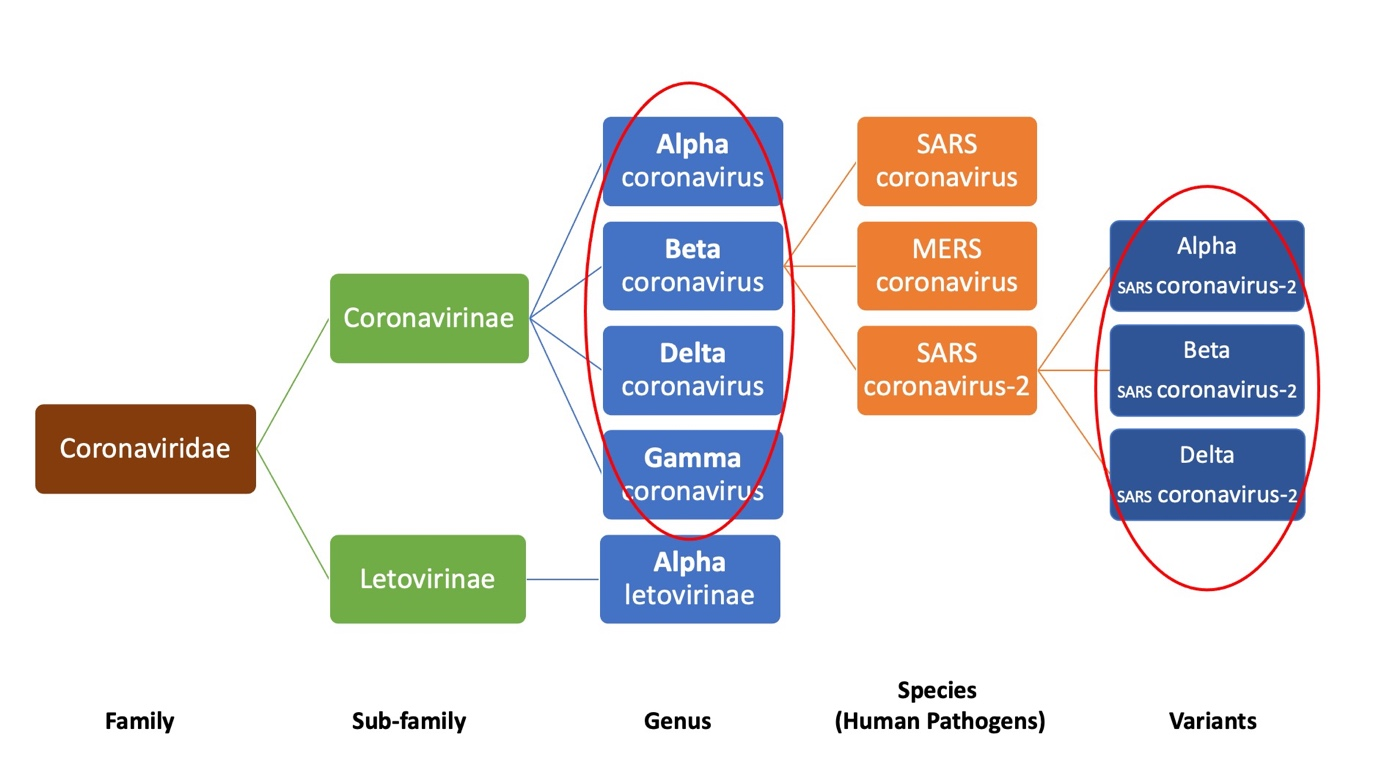 Alpha
coronavirus
SARS
coronavirus
Beta
coronavirus
MERS
coronavirus
Alpha
SARS coronavirus-2
Coronavirinae
Delta
coronavirus
SARS
coronavirus-2
Beta
SARS coronavirus-2
Coronaviridae
Gamma
coronavirus
Delta
SARS coronavirus-2
Letovirinae
Alpha
letovirinae
Family
Sub-family
Genus
Species
(Human Pathogens)
Variants